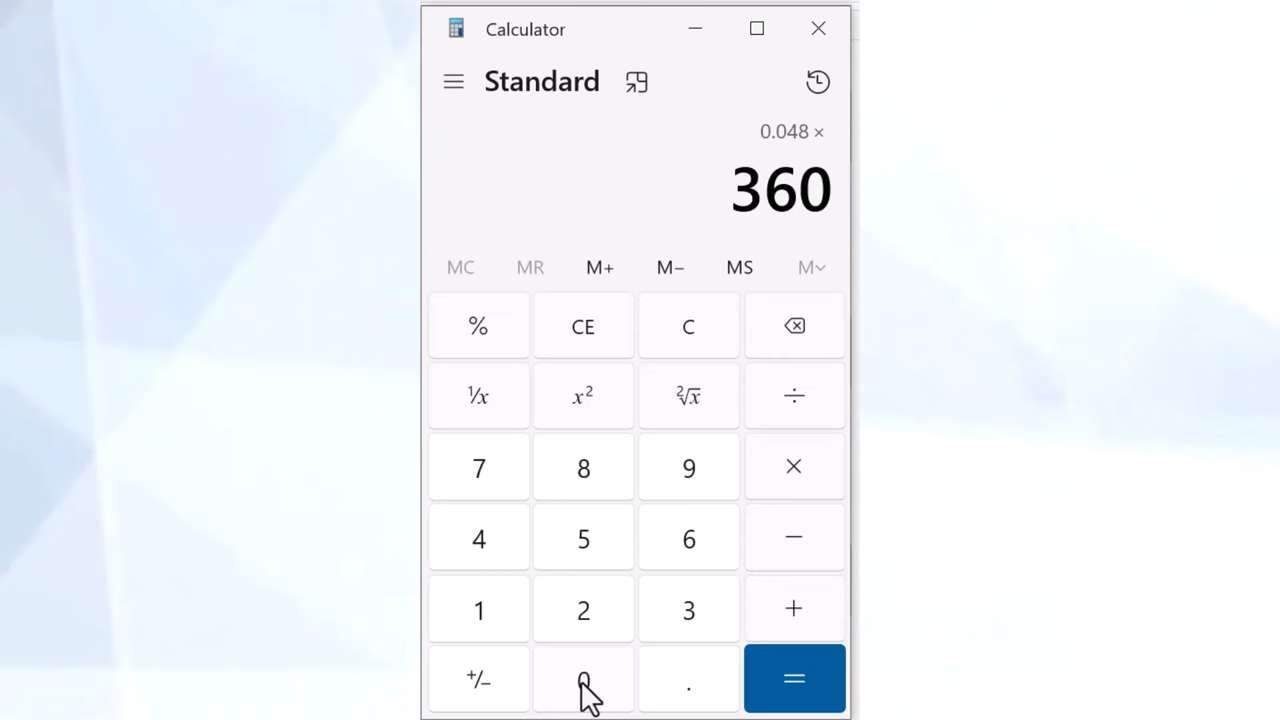 Calculator
Standard
0.048 ×
360
MC MR M+ M− MS M
% CE C
¹/x x² ²√x ÷
7 8 9 ×
4 5 6 −
1 2 3 +
+/− 0 . =